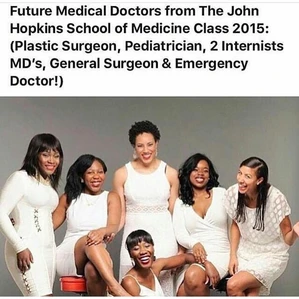 Future Medical Doctors from The John
Hopkins School of Medicine Class 2015:
(Plastic Surgeon, Pediatrician, 2 Internists
MD's, General Surgeon & Emergency
Doctor!)